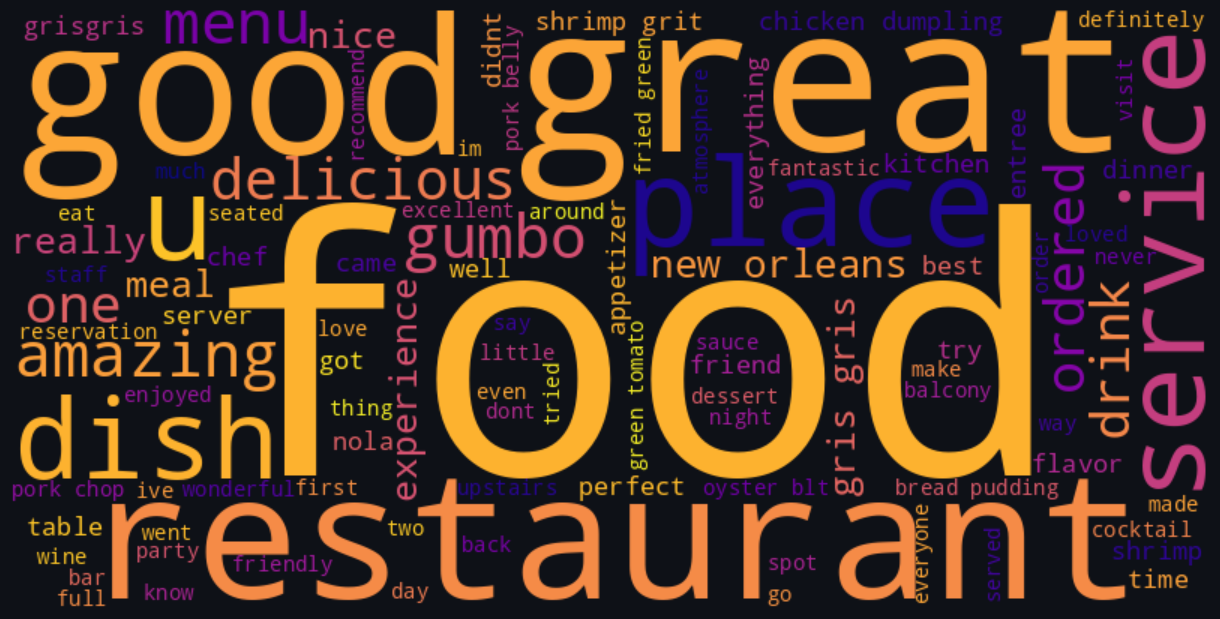 grisgris
menu
nice
didnt
pork belly
shrimp grit
chicken dumpling
definitely
good
great
recommend
im
fried green
atmosphere
everything
visit
service
much
delicious
place
fantastic
kitchen
entree
dinner
eat
u
seated
excellent
around
appetizer
ordered
really
chef
came
gumbo
well
new orleans
best
order
loved
never
staff
meal
food
one
server
reservation
love
experience
say
sauce
gris gris
try
drink
amazing
got
little
friend
make
enjoyed
thing
even
tried
dont
green tomato
dessert
night
balcony
dish
nola
way
flavor
pork chop
ive
wonderful
first
upstairs
perfect
oyster blt
bread pudding
restaurant
made
table
went
two
everyone
served
cocktail
wine
party
friendly
back
spot
shrimp
bar
full
know
day
go
time